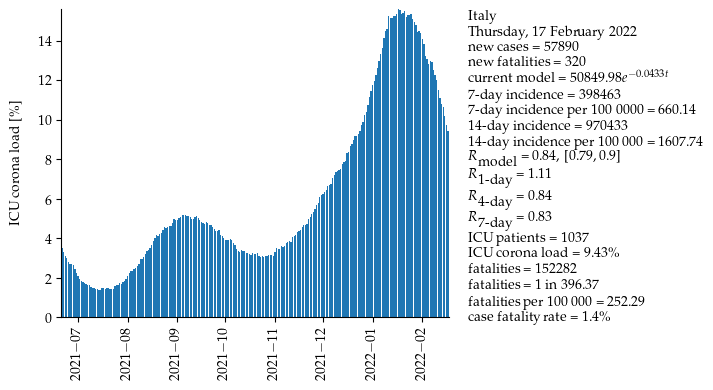 ICU corona load [%]
14
12
10
8
6
4
2
0
2021−07
2021−08
2021−09
2021−10
2021−11
2021−12
2022−01
2022−02
Italy
Thursday, 17 February 2022
new cases = 57890
new fatalities = 320
current model = 50849.98e^−0.0433t
7-day incidence = 398463
7-day incidence per 100 0000 = 660.14
14-day incidence = 970433
14-day incidence per 100 000 = 1607.74
R_model = 0.84, [0.79, 0.9]
R_1-day = 1.11
R_4-day = 0.84
R_7-day = 0.83
ICU patients = 1037
ICU corona load = 9.43%
fatalities = 152282
fatalities = 1 in 396.37
fatalities per 100 000 = 252.29
case fatality rate = 1.4%